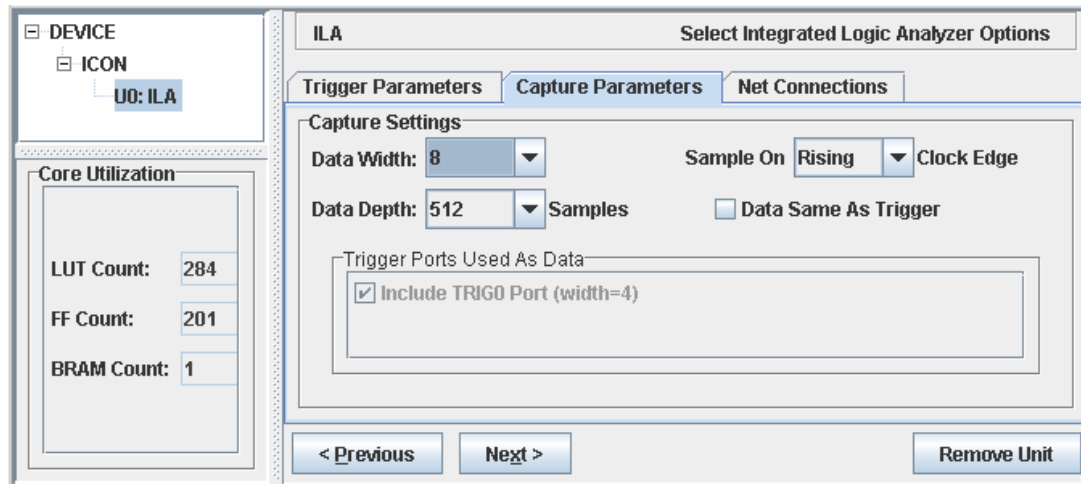 DEVICE
ICON
U0: ILA
Core Utilization
LUT Count: 284
FF Count: 201
BRAM Count: 1
ILA Select Integrated Logic Analyzer Options
Trigger Parameters Capture Parameters Net Connections
Capture Settings
Data Width: 8 Sample On Rising Clock Edge
Data Depth: 512 Samples Data Same As Trigger
Trigger Ports Used As Data
Include TRIG0 Port (width=4)
< Previous Next > Remove Unit